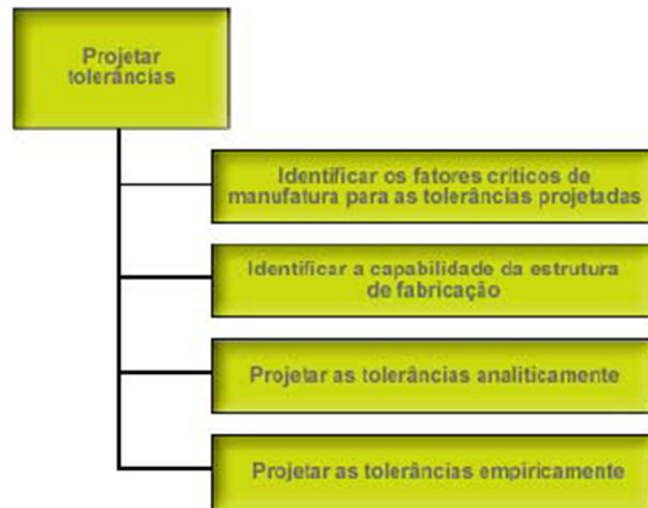 Projetar
tolerâncias
Identificar os fatores críticos de
manufatura para as tolerâncias projetadas
Identificar a capabilidade da estrutura
de fabricação
Projetar as tolerâncias analiticamente
Projetar as tolerâncias empiricamente